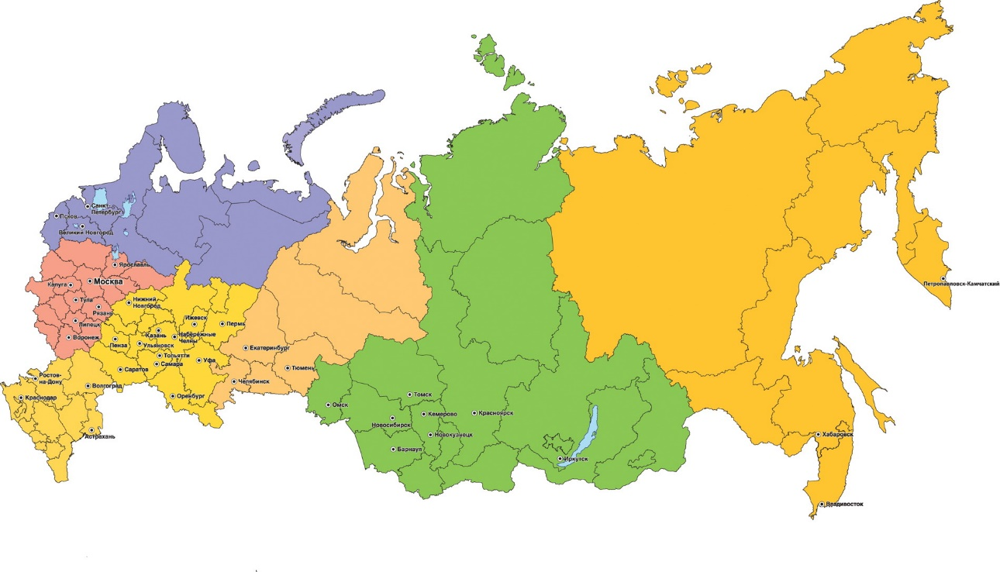 Санкт-
Петербург
Псков
Великий Новгород
Ярославль
Москва
Калуга
Тула
Рязань
Липецк
Воронеж
Нижний
Новгород
Ижевск
Пермь
Казань
Набережные
Челны
Пенза
Ульяновск
Тольятти
Самара
Уфа
Саратов
Оренбург
Екатеринбург
Тюмень
Челябинск
Ростов-
на-Дону
Волгоград
Краснодар
Астрахань
Омск
Томск
Новосибирск
Кемерово
Красноярск
Новокузнецк
Барнаул
Иркутск
Петропавловск-Камчатский
Хабаровск
Владивосток